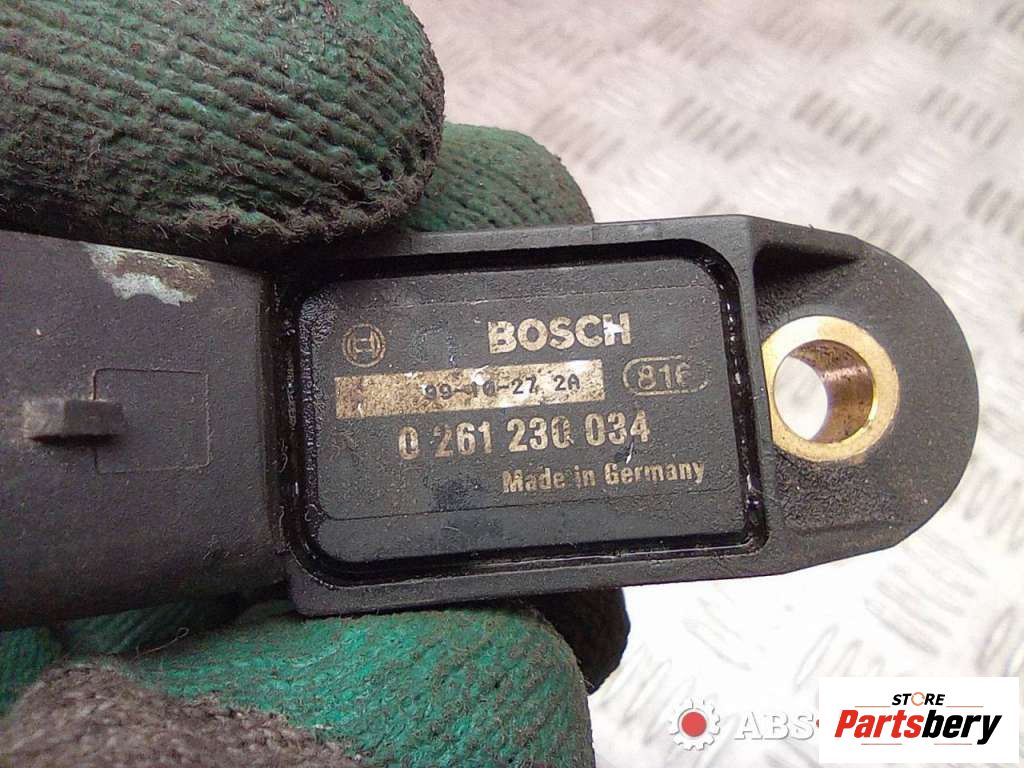 BOSCH
99-10-27 2A
816
0 261 230 034
Made in Germany
ABS
STORE
Partsbery